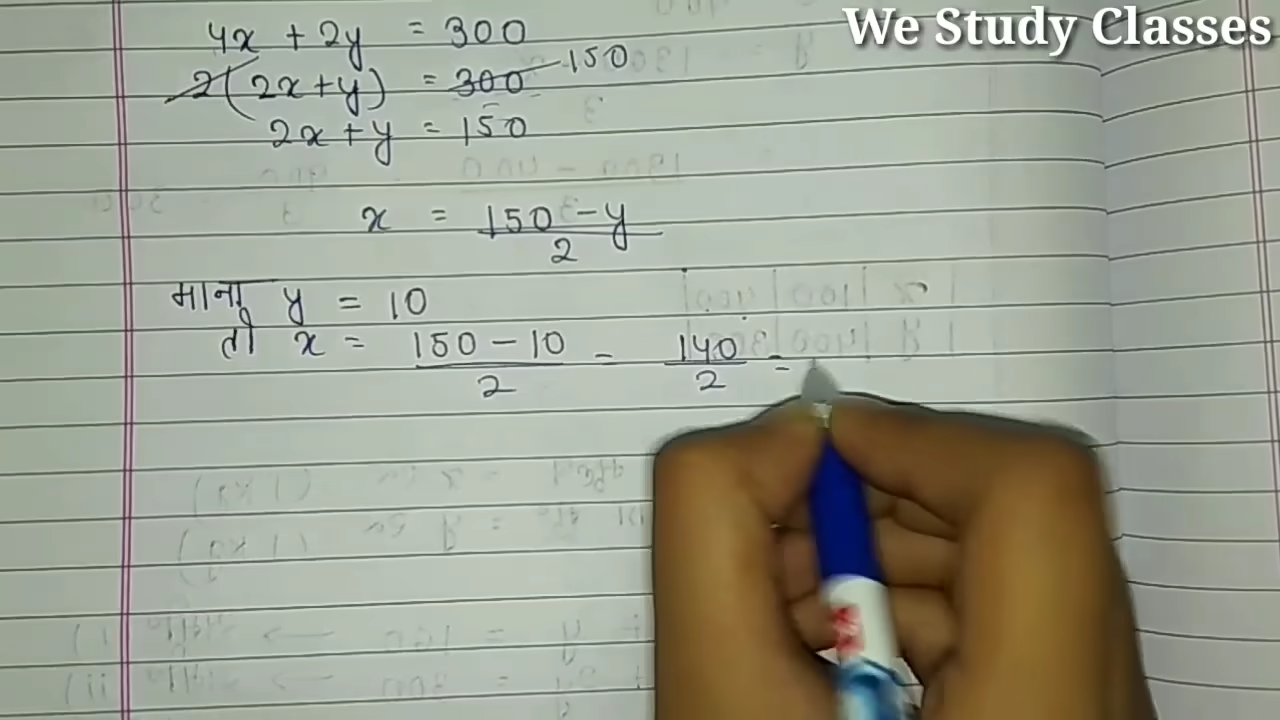 We Study Classes
4x + 2y = 300
2(2x+y) = 300 150
2x + y = 150
x = 150 - y / 2
माना y = 10
तो x = 150 - 10 / 2 = 140 / 2 =